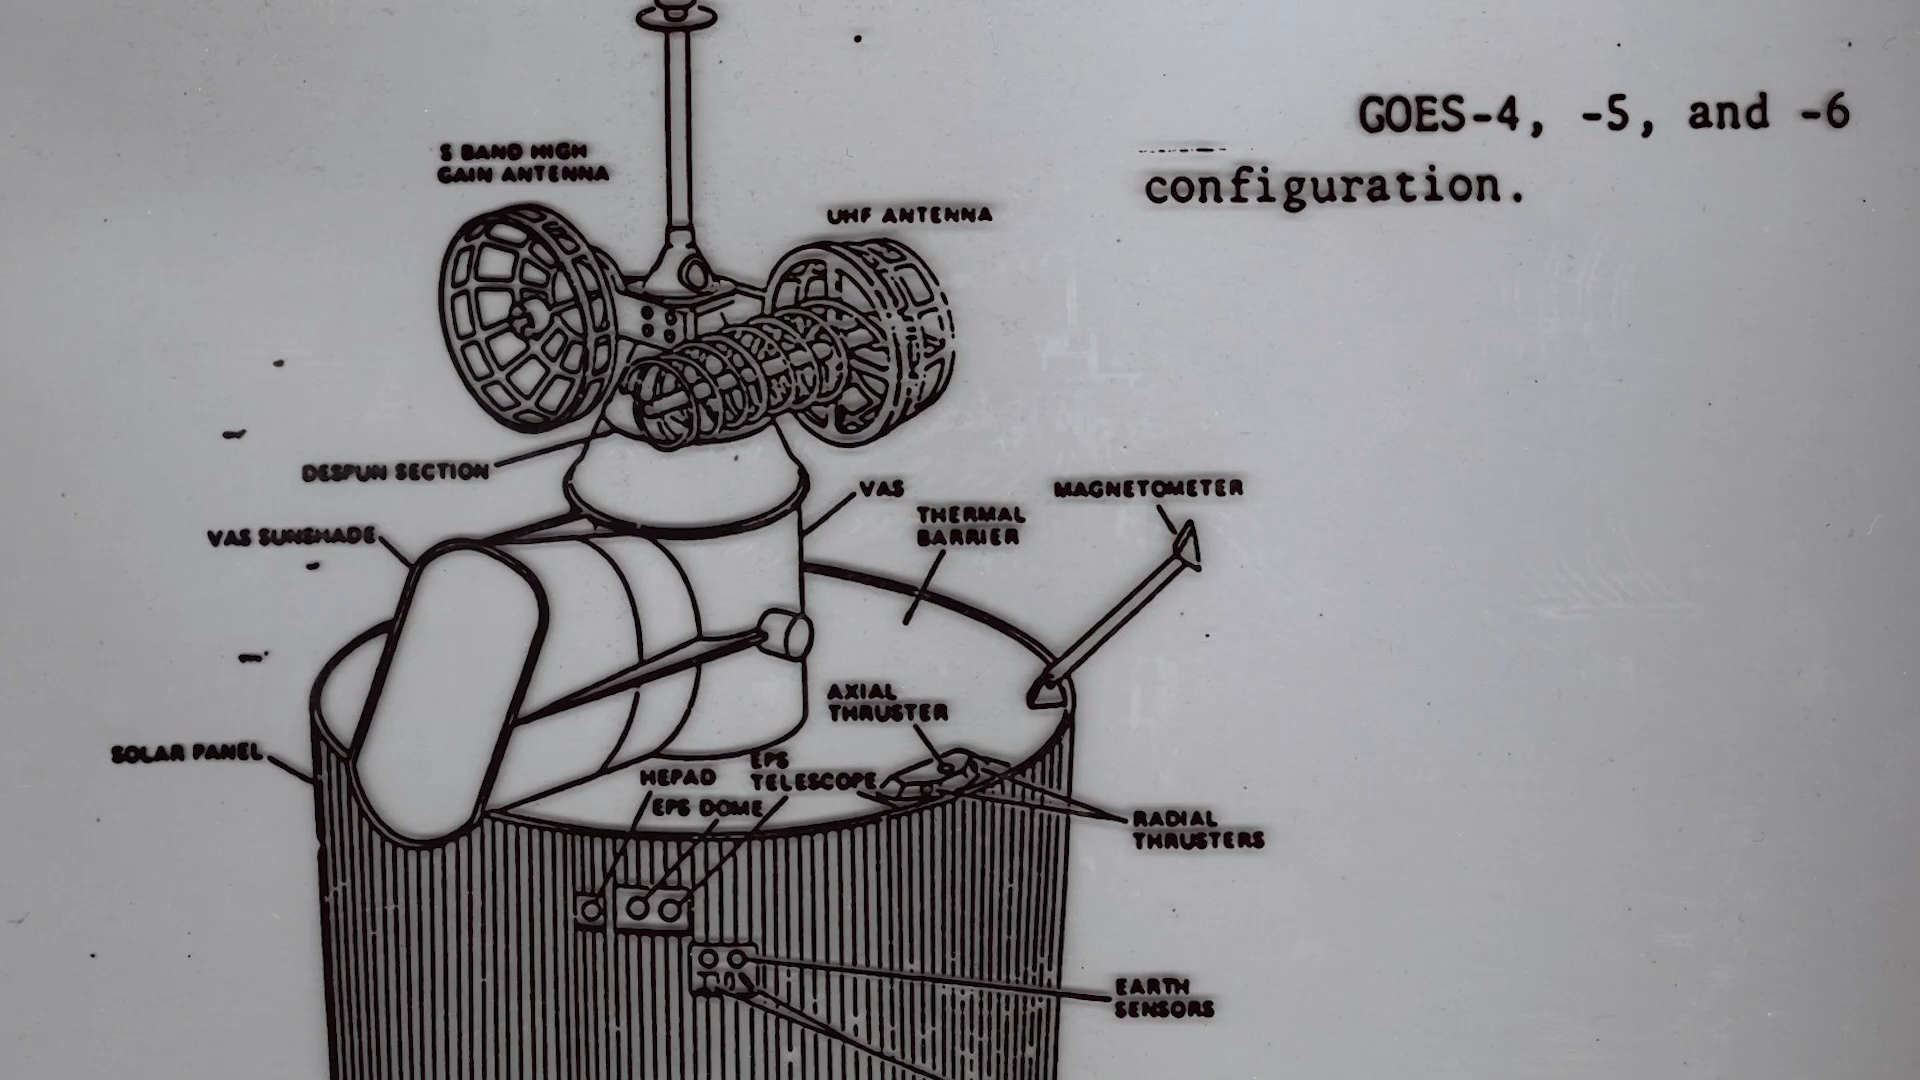 GOES-4, -5, and -6
configuration.
S BAND HIGH
GAIN ANTENNA
UHF ANTENNA
DESPUN SECTION
VAS
MAGNETOMETER
THERMAL
BARRIER
VAS SUNSHADE
AXIAL
THRUSTER
SOLAR PANEL
HEPAD
EPS
TELESCOPE
EPS DOME
RADIAL
THRUSTERS
EARTH
SENSORS